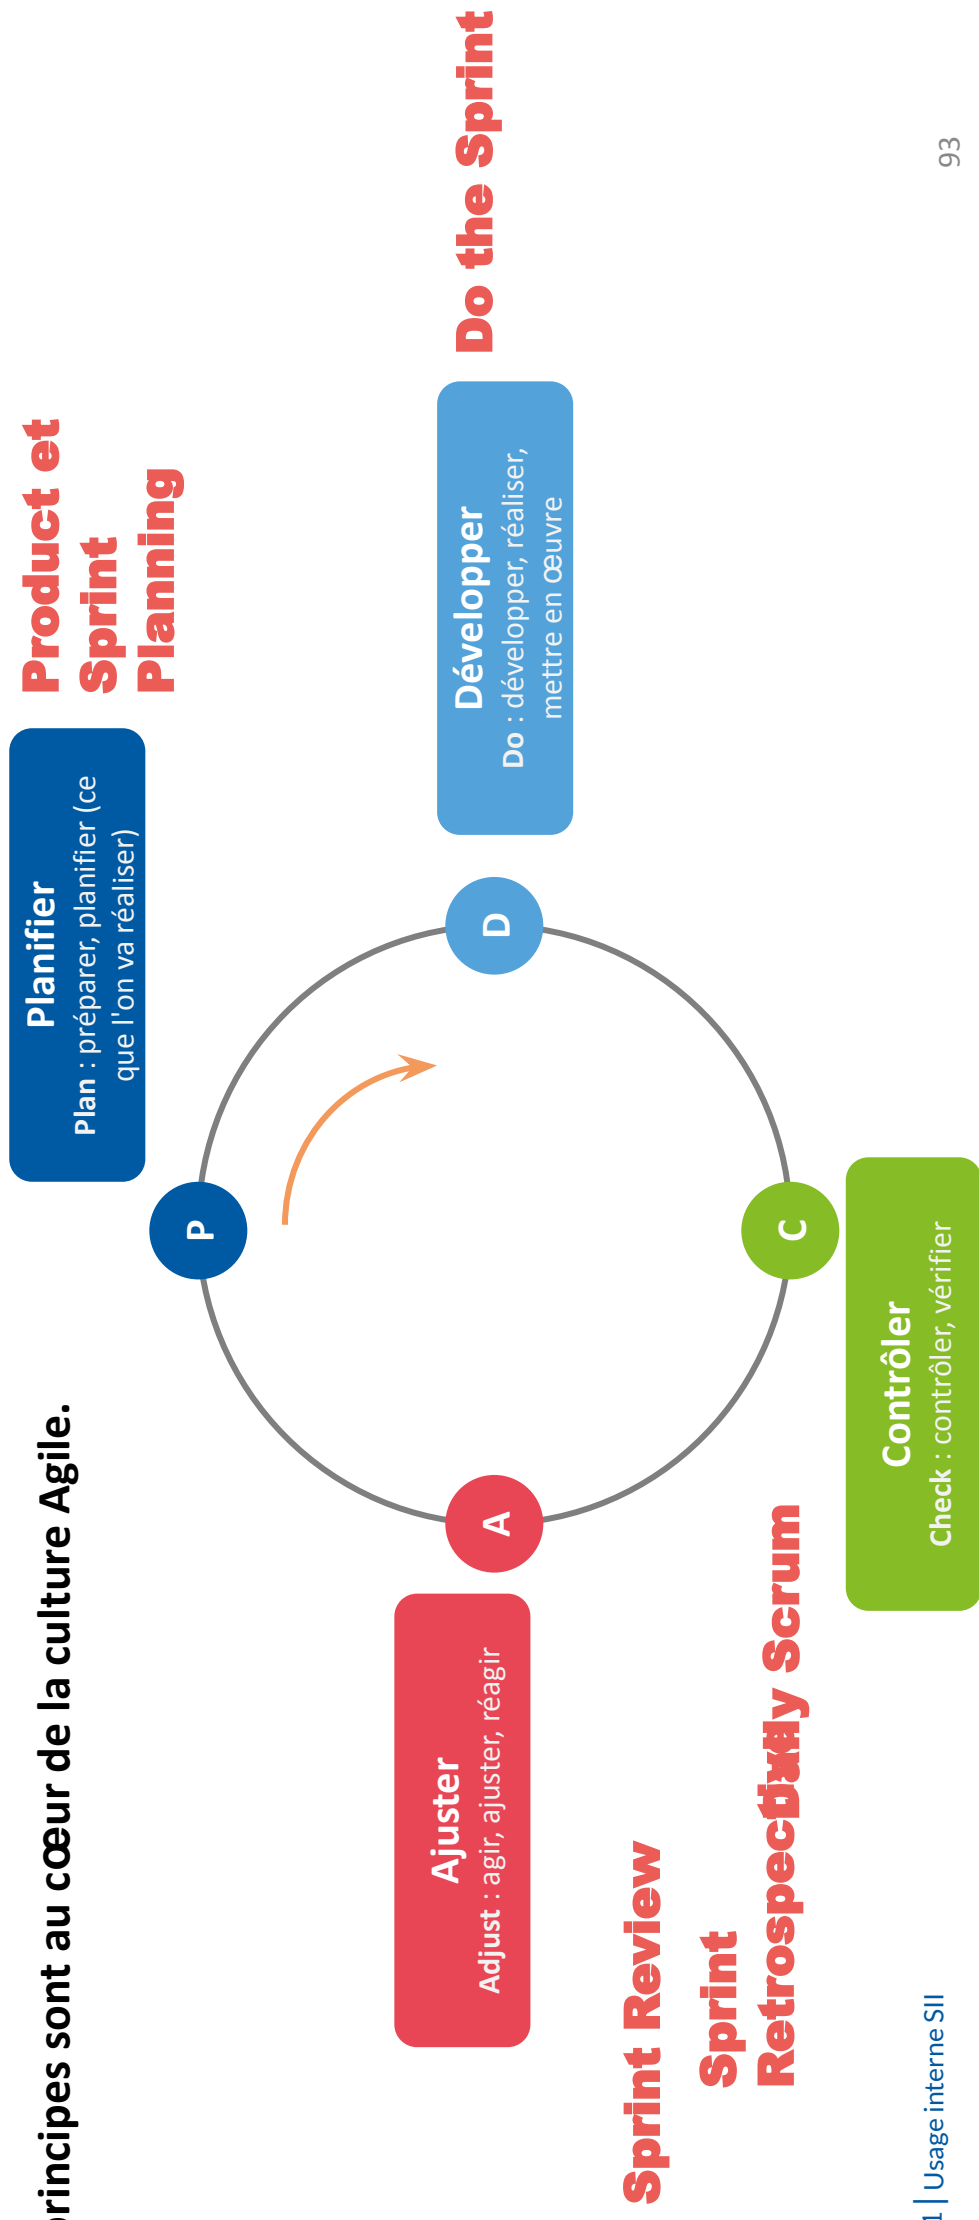 principes sont au cœur de la culture Agile.
Planifier
Plan : préparer, planifier (ce
que l'on va réaliser)
Product et
Sprint
Planning
P
Ajuster
Adjust : agir, ajuster, réagir
A
D
Développer
Do : développer, réaliser,
mettre en œuvre
Do the Sprint
Sprint Review
Sprint
Retrospective
Daily Scrum
C
Contrôler
Check : contrôler, vérifier
1 | Usage interne SII
93